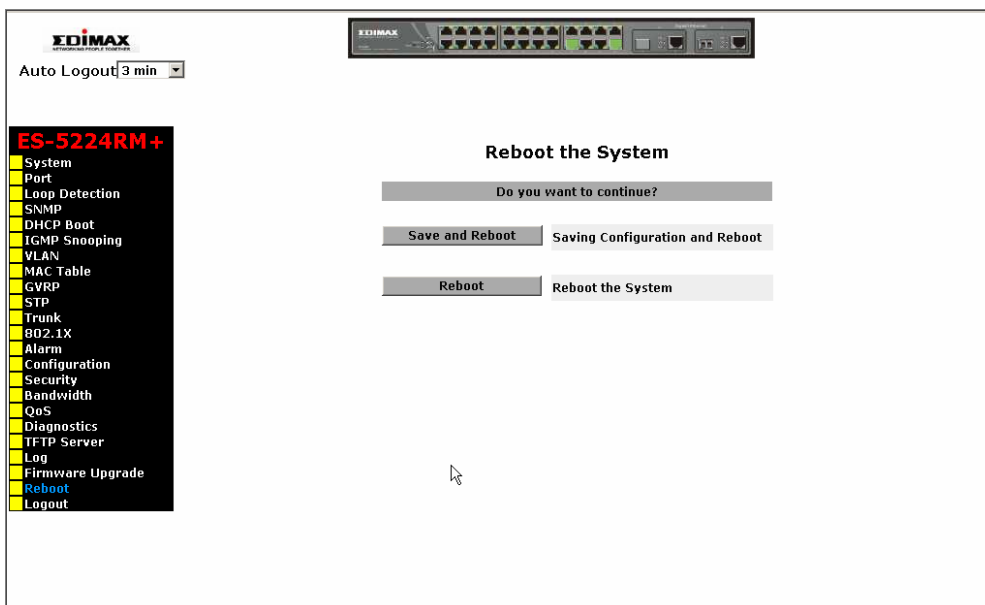 EDIMAX
NETWORKING PEOPLE TOGETHER
EDIMAX
Auto Logout 3 min
ES-5224RM+
System
Port
Loop Detection
SNMP
DHCP Boot
IGMP Snooping
VLAN
MAC Table
GVRP
STP
Trunk
802.1X
Alarm
Configuration
Security
Bandwidth
QoS
Diagnostics
TFTP Server
Log
Firmware Upgrade
Reboot
Logout
Reboot the System
Do you want to continue?
Save and Reboot Saving Configuration and Reboot
Reboot Reboot the System